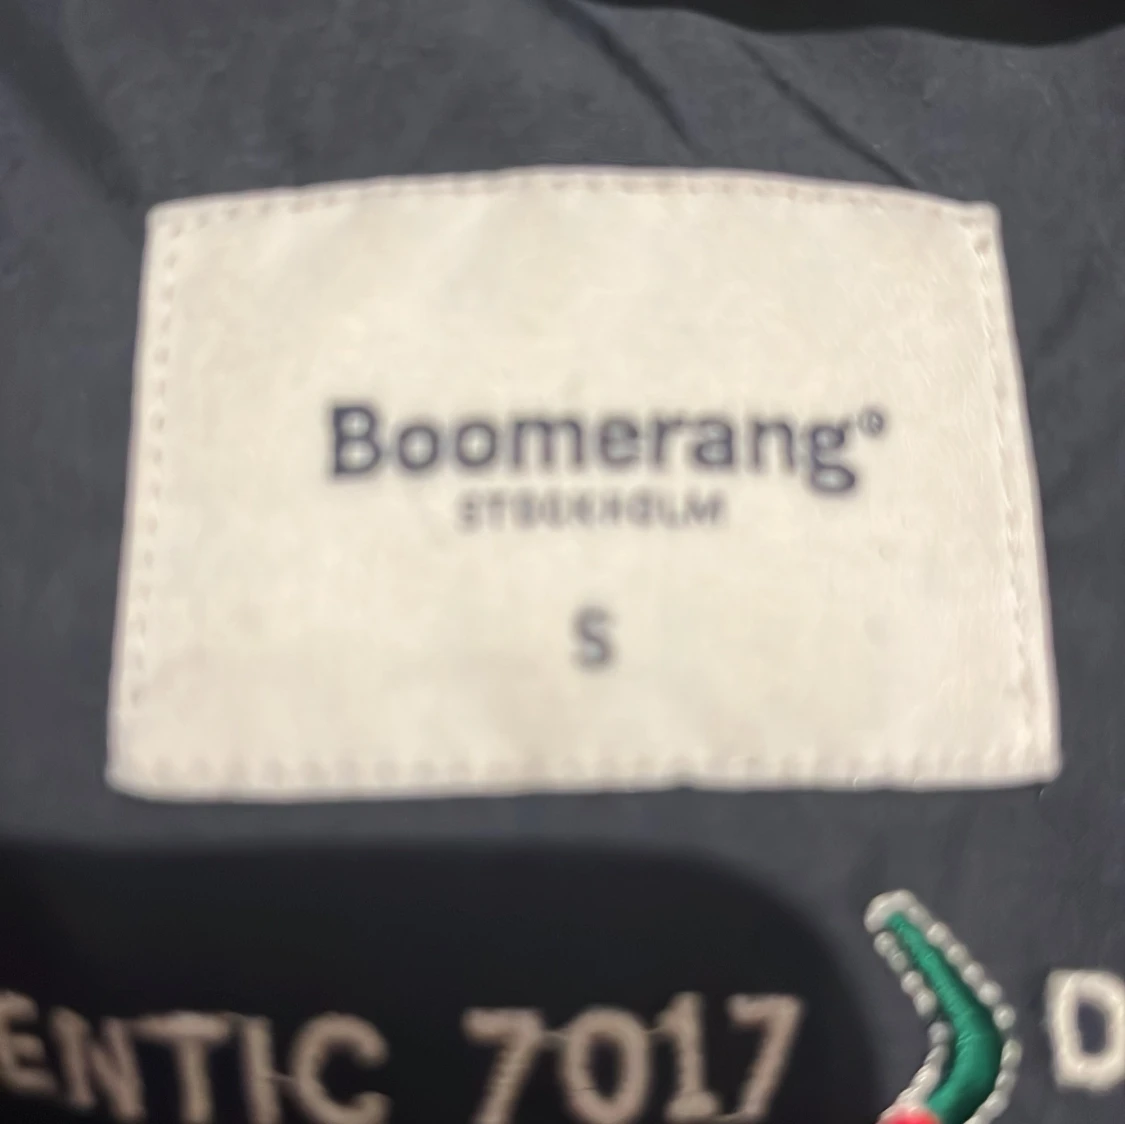 Boomerang®
STOCKHOLM
S
ENTIC 7017 D